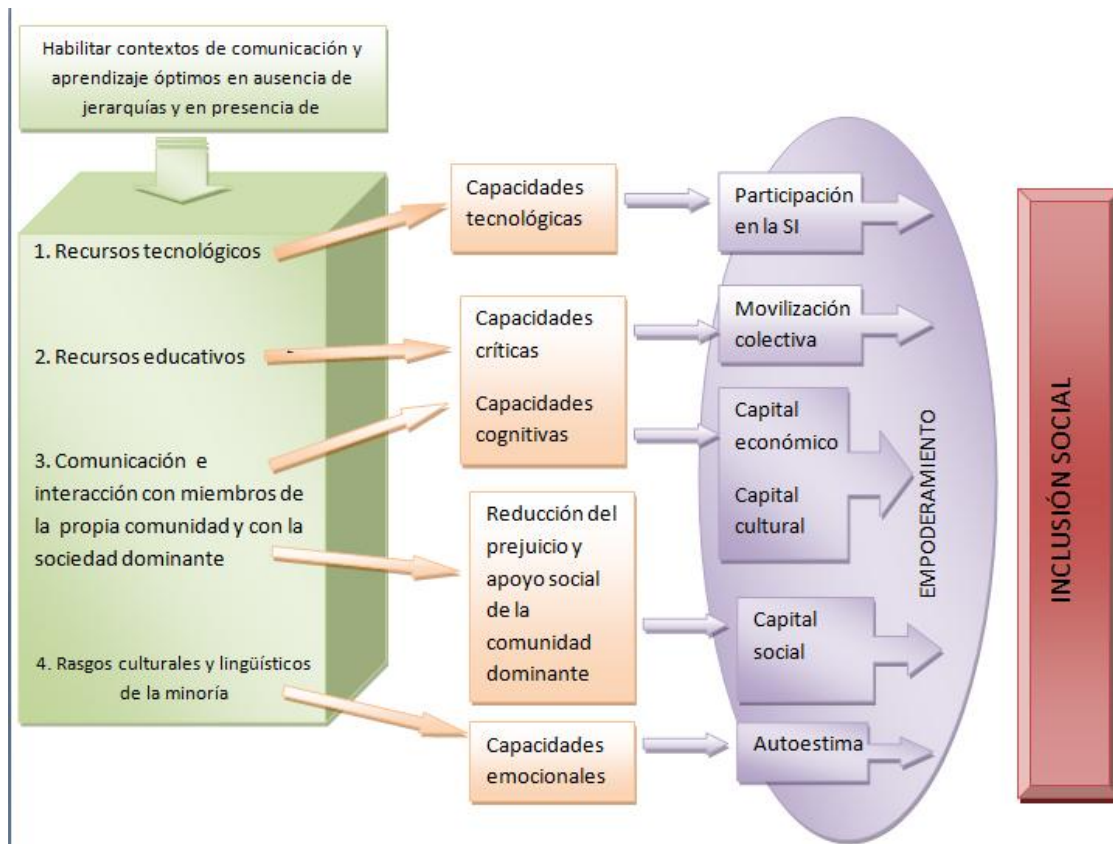 Habilitar contextos de comunicación y
aprendizaje óptimos en ausencia de
jerarquías y en presencia de
1. Recursos tecnológicos
2. Recursos educativos
3. Comunicación e
interacción con miembros de
la propia comunidad y con la
sociedad dominante
4. Rasgos culturales y lingüísticos
de la minoría
Capacidades
tecnológicas
Capacidades
críticas
Capacidades
cognitivas
Reducción del
prejuicio y
apoyo social
de la
comunidad
dominante
Capacidades
emocionales
Participación
en la SI
Movilización
colectiva
Capital
económico
Capital
cultural
Capital
social
Autoestima
EMPODERAMIENTO
INCLUSIÓN SOCIAL